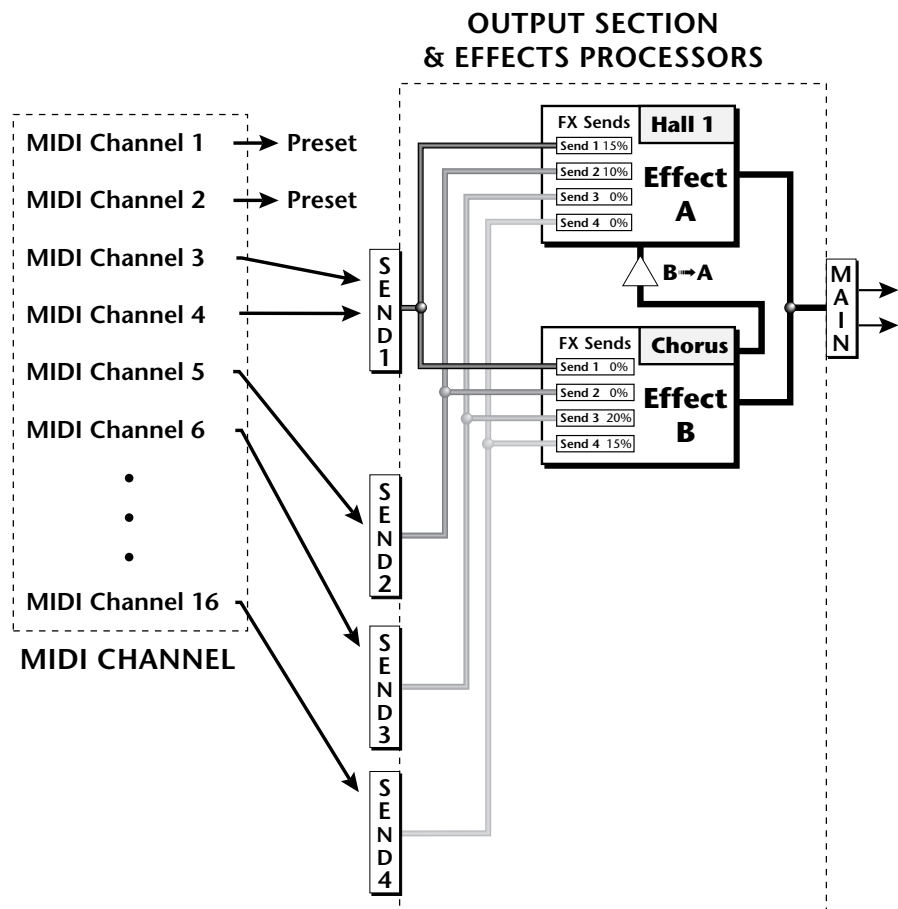 OUTPUT SECTION
& EFFECTS PROCESSORS
MIDI Channel 1
Preset
MIDI Channel 2
Preset
MIDI Channel 3
MIDI Channel 4
MIDI Channel 5
MIDI Channel 6
MIDI Channel 16
MIDI CHANNEL
SEND1
SEND2
SEND3
SEND4
FX Sends
Hall 1
Send 1 15%
Send 2 10%
Send 3 0%
Send 4 0%
Effect
A
B➟A
FX Sends
Chorus
Send 1 0%
Send 2 0%
Send 3 20%
Send 4 15%
Effect
B
MAIN